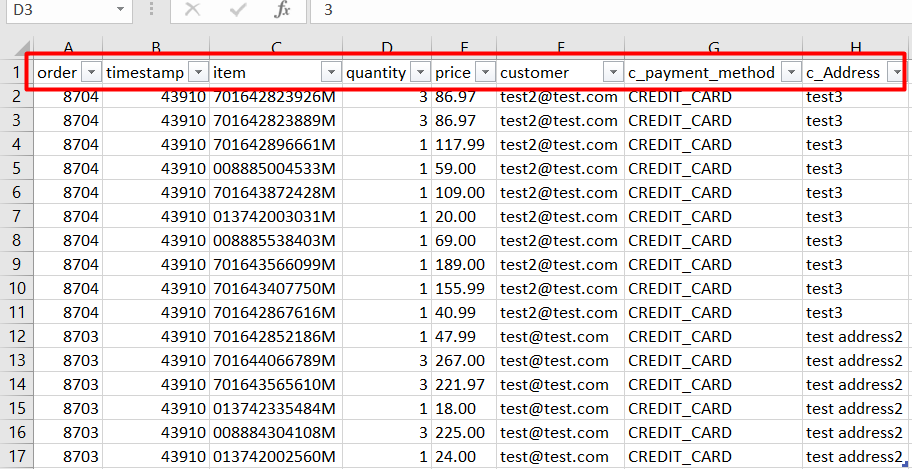 D3 fx 3
A B C D E F G H
1 order timestamp item quantity price customer c_payment_method c_Address
2 8704 43910 701642823926M 3 86.97 test2@test.com CREDIT_CARD test3
3 8704 43910 701642823889M 3 86.97 test2@test.com CREDIT_CARD test3
4 8704 43910 701642896661M 1 117.99 test2@test.com CREDIT_CARD test3
5 8704 43910 008885004533M 1 59.00 test2@test.com CREDIT_CARD test3
6 8704 43910 701643872428M 1 109.00 test2@test.com CREDIT_CARD test3
7 8704 43910 013742003031M 1 20.00 test2@test.com CREDIT_CARD test3
8 8704 43910 008885538403M 1 69.00 test2@test.com CREDIT_CARD test3
9 8704 43910 701643566099M 1 189.00 test2@test.com CREDIT_CARD test3
10 8704 43910 701643407750M 1 155.99 test2@test.com CREDIT_CARD test3
11 8704 43910 701642867616M 1 40.99 test2@test.com CREDIT_CARD test3
12 8703 43910 701642852186M 1 47.99 test@test.com CREDIT_CARD test address2
13 8703 43910 701644066789M 3 267.00 test@test.com CREDIT_CARD test address2
14 8703 43910 701643565610M 3 221.97 test@test.com CREDIT_CARD test address2
15 8703 43910 013742335484M 1 18.00 test@test.com CREDIT_CARD test address2
16 8703 43910 008884304108M 3 225.00 test@test.com CREDIT_CARD test address2
17 8703 43910 013742002560M 1 24.00 test@test.com CREDIT_CARD test address2